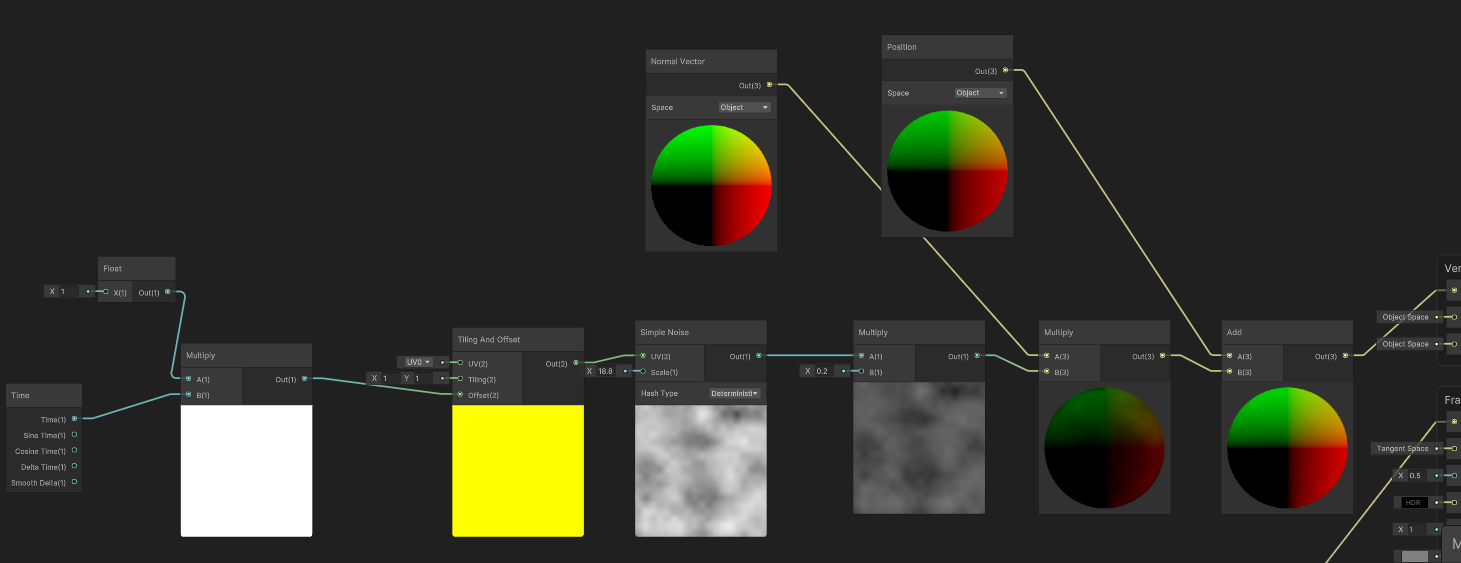 Position
Out(3)
Space
Object
Normal Vector
Out(3)
Space
Object
Float
X 1
X(1)
Out(1)
Time
Time(1)
Sine Time(1)
Cosine Time(1)
Delta Time(1)
Smooth Delta(1)
Multiply
A(1)
Out(1)
B(1)
Tiling And Offset
UV0
UV(2)
Out(2)
X 1 Y 1
Tiling(2)
Offset(2)
Simple Noise
UV(2)
Out(1)
X 18.8
Scale(1)
Hash Type
Deterministi
Multiply
A(1)
Out(1)
X 0.2
B(1)
Multiply
A(3)
Out(3)
B(3)
Add
A(3)
Out(3)
B(3)
Ver
Object Space
Object Space
Fra
Tangent Space
X 0.5
HDR
X 1
M